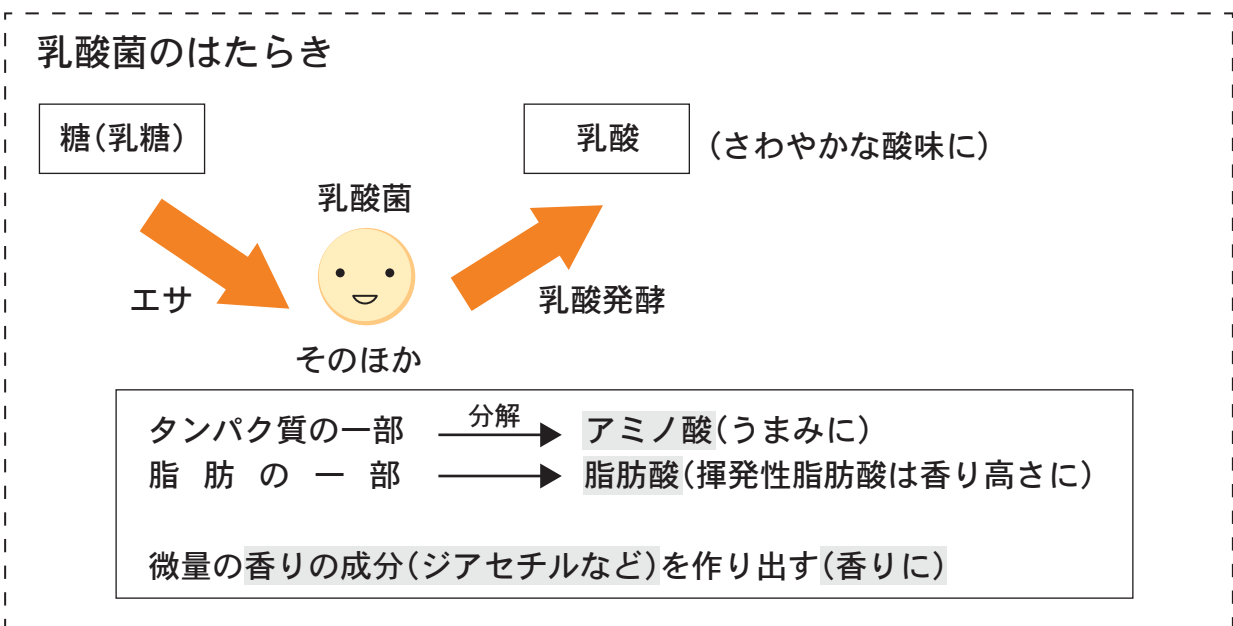 乳酸菌のはたらき
糖(乳糖)
乳酸
(さわやかな酸味に)
乳酸菌
エサ
乳酸発酵
そのほか
タンパク質の一部 分解 アミノ酸(うまみに)
脂肪の一部 脂肪酸(揮発性脂肪酸は香り高さに)
微量の香りの成分(ジアセチルなど)を作り出す(香りに)